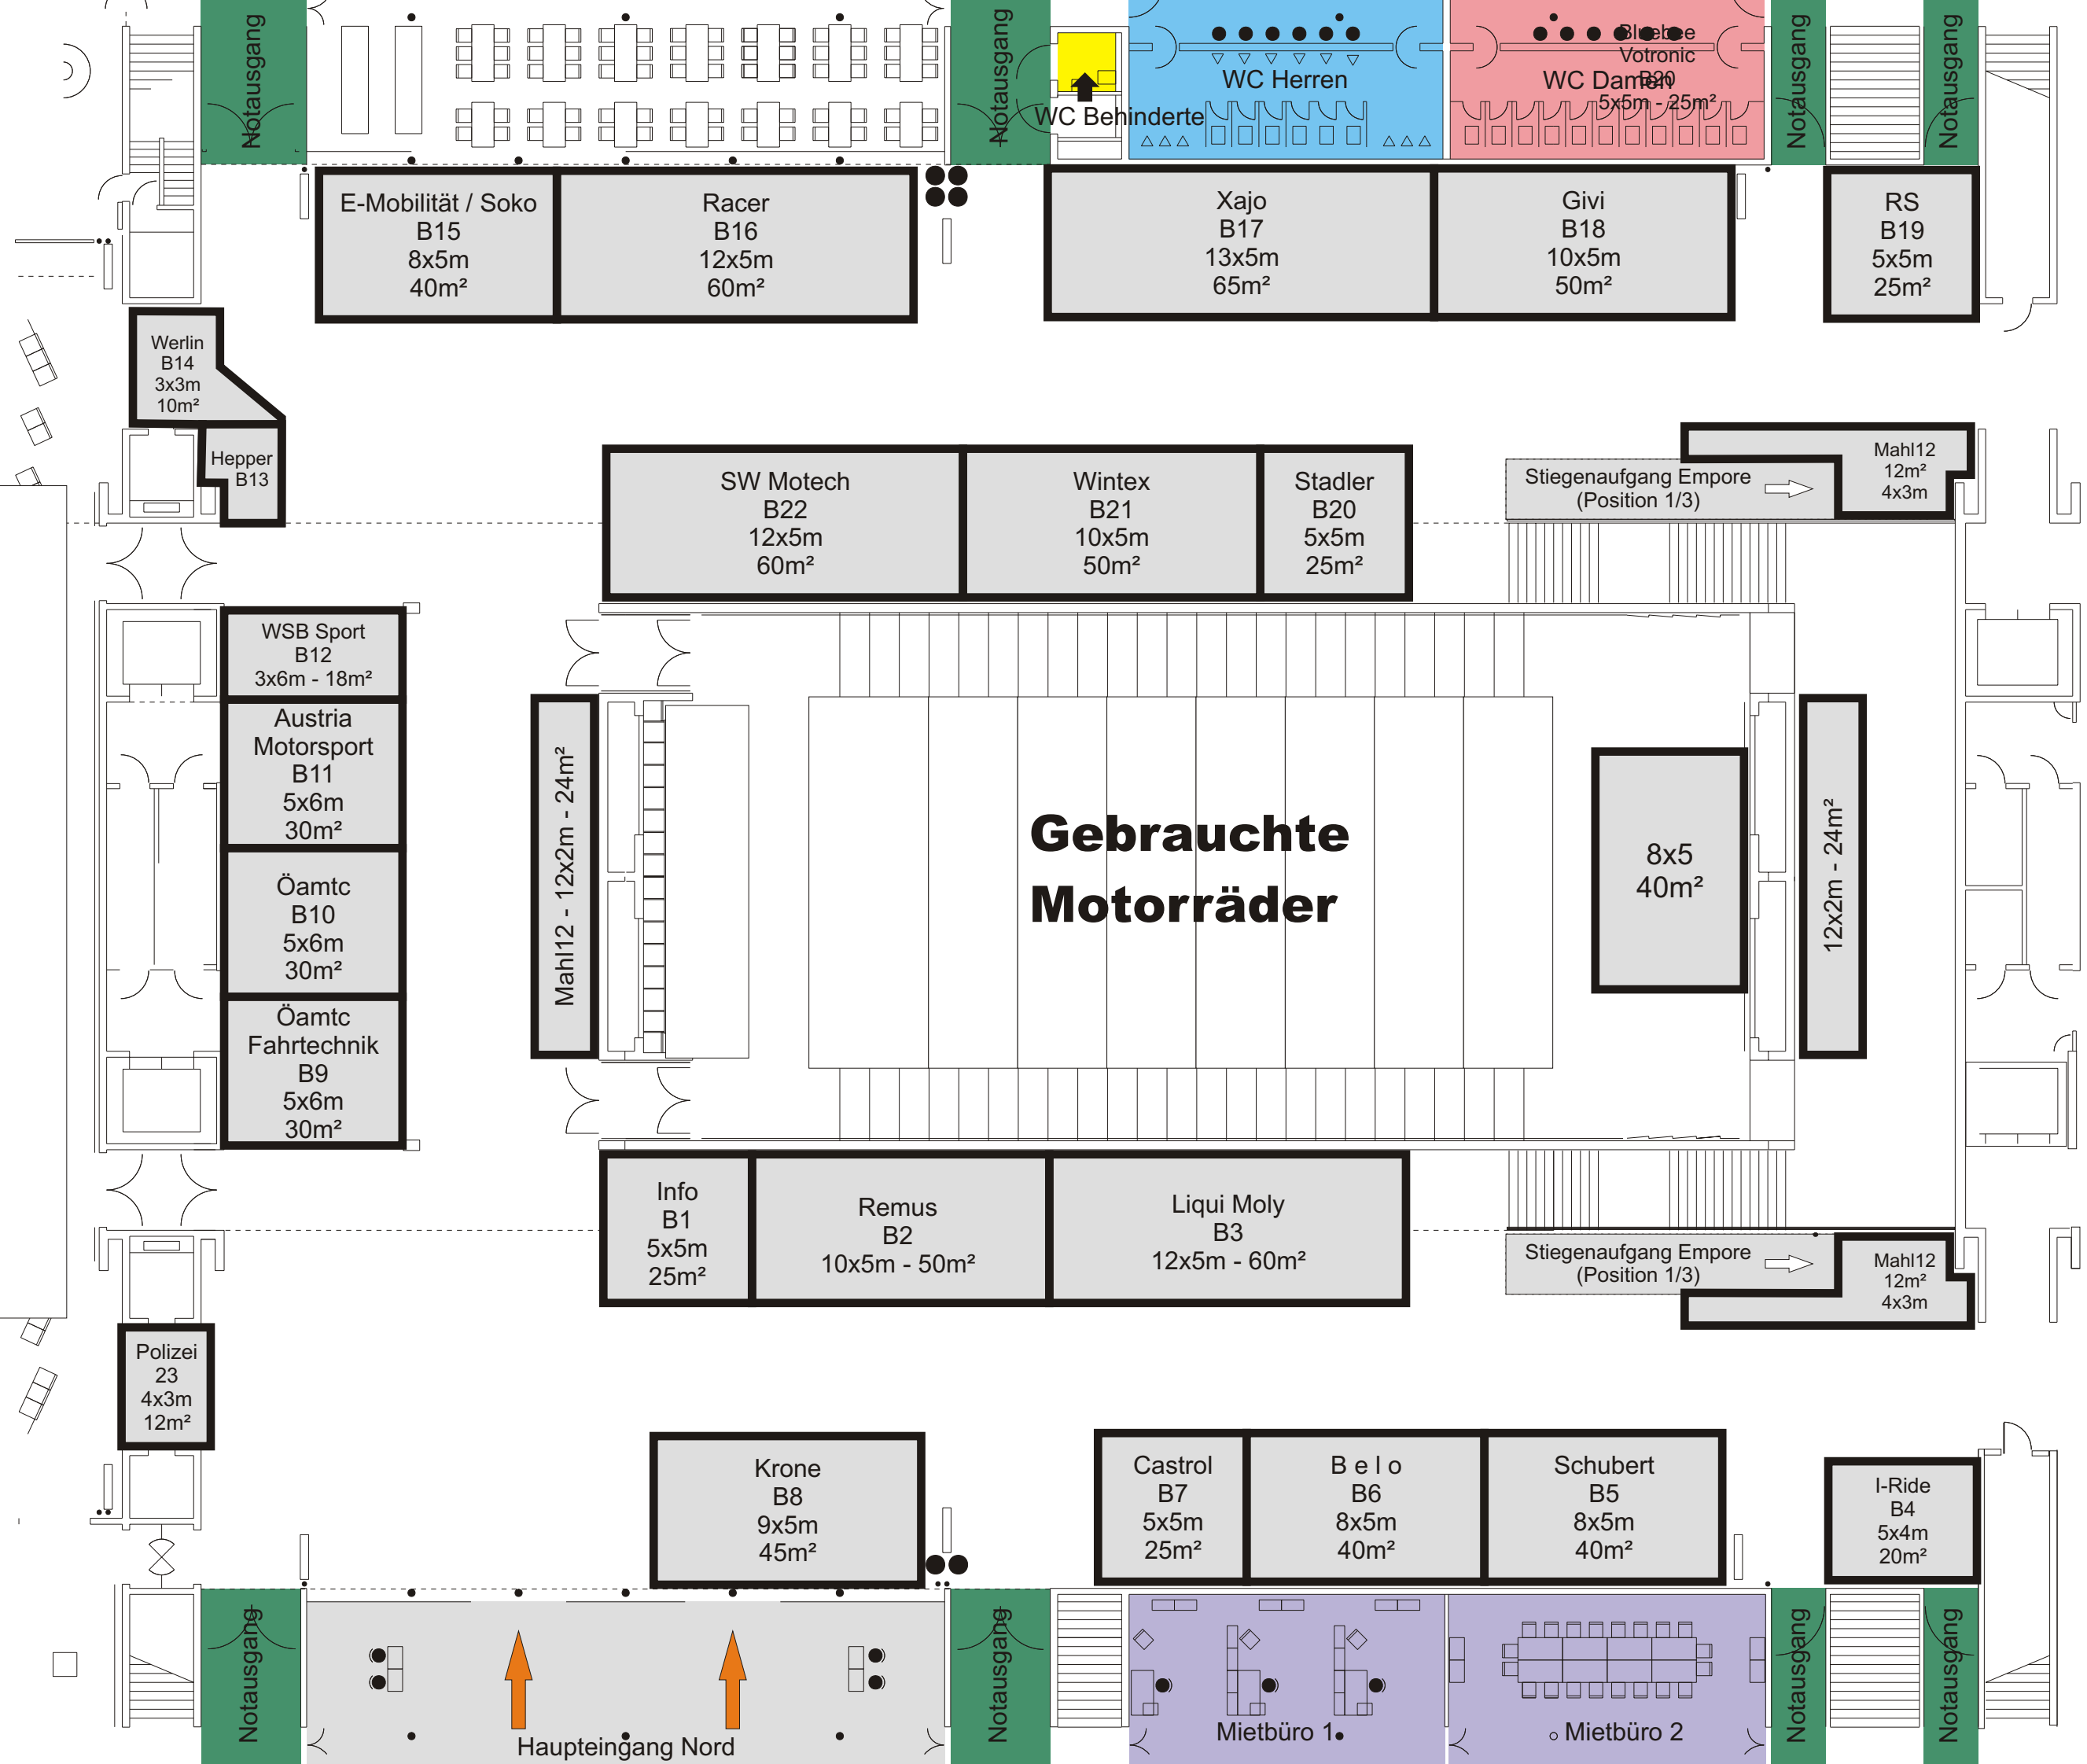 Notausgang
Notausgang
WC Behinderte
WC Herren
WC Damen
Bluebee
Votronic
B20
5x5m - 25m²
Notausgang
Notausgang
E-Mobilität / Soko
B15
8x5m
40m²
Racer
B16
12x5m
60m²
Xajo
B17
13x5m
65m²
Givi
B18
10x5m
50m²
RS
B19
5x5m
25m²
Werlin
B14
3x3m
10m²
Hepper
B13
SW Motech
B22
12x5m
60m²
Wintex
B21
10x5m
50m²
Stadler
B20
5x5m
25m²
Stiegenaufgang Empore
(Position 1/3)
Mahl12
12m²
4x3m
WSB Sport
B12
3x6m - 18m²
Austria
Motorsport
B11
5x6m
30m²
Öamtc
B10
5x6m
30m²
Öamtc
Fahrtechnik
B9
5x6m
30m²
Mahl12 - 12x2m - 24m²
Gebrauchte
Motorräder
8x5
40m²
12x2m - 24m²
Info
B1
5x5m
25m²
Remus
B2
10x5m - 50m²
Liqui Moly
B3
12x5m - 60m²
Stiegenaufgang Empore
(Position 1/3)
Mahl12
12m²
4x3m
Polizei
23
4x3m
12m²
Krone
B8
9x5m
45m²
Castrol
B7
5x5m
25m²
B e l o
B6
8x5m
40m²
Schubert
B5
8x5m
40m²
I-Ride
B4
5x4m
20m²
Notausgang
Haupteingang Nord
Notausgang
Mietbüro 1
Mietbüro 2
Notausgang
Notausgang